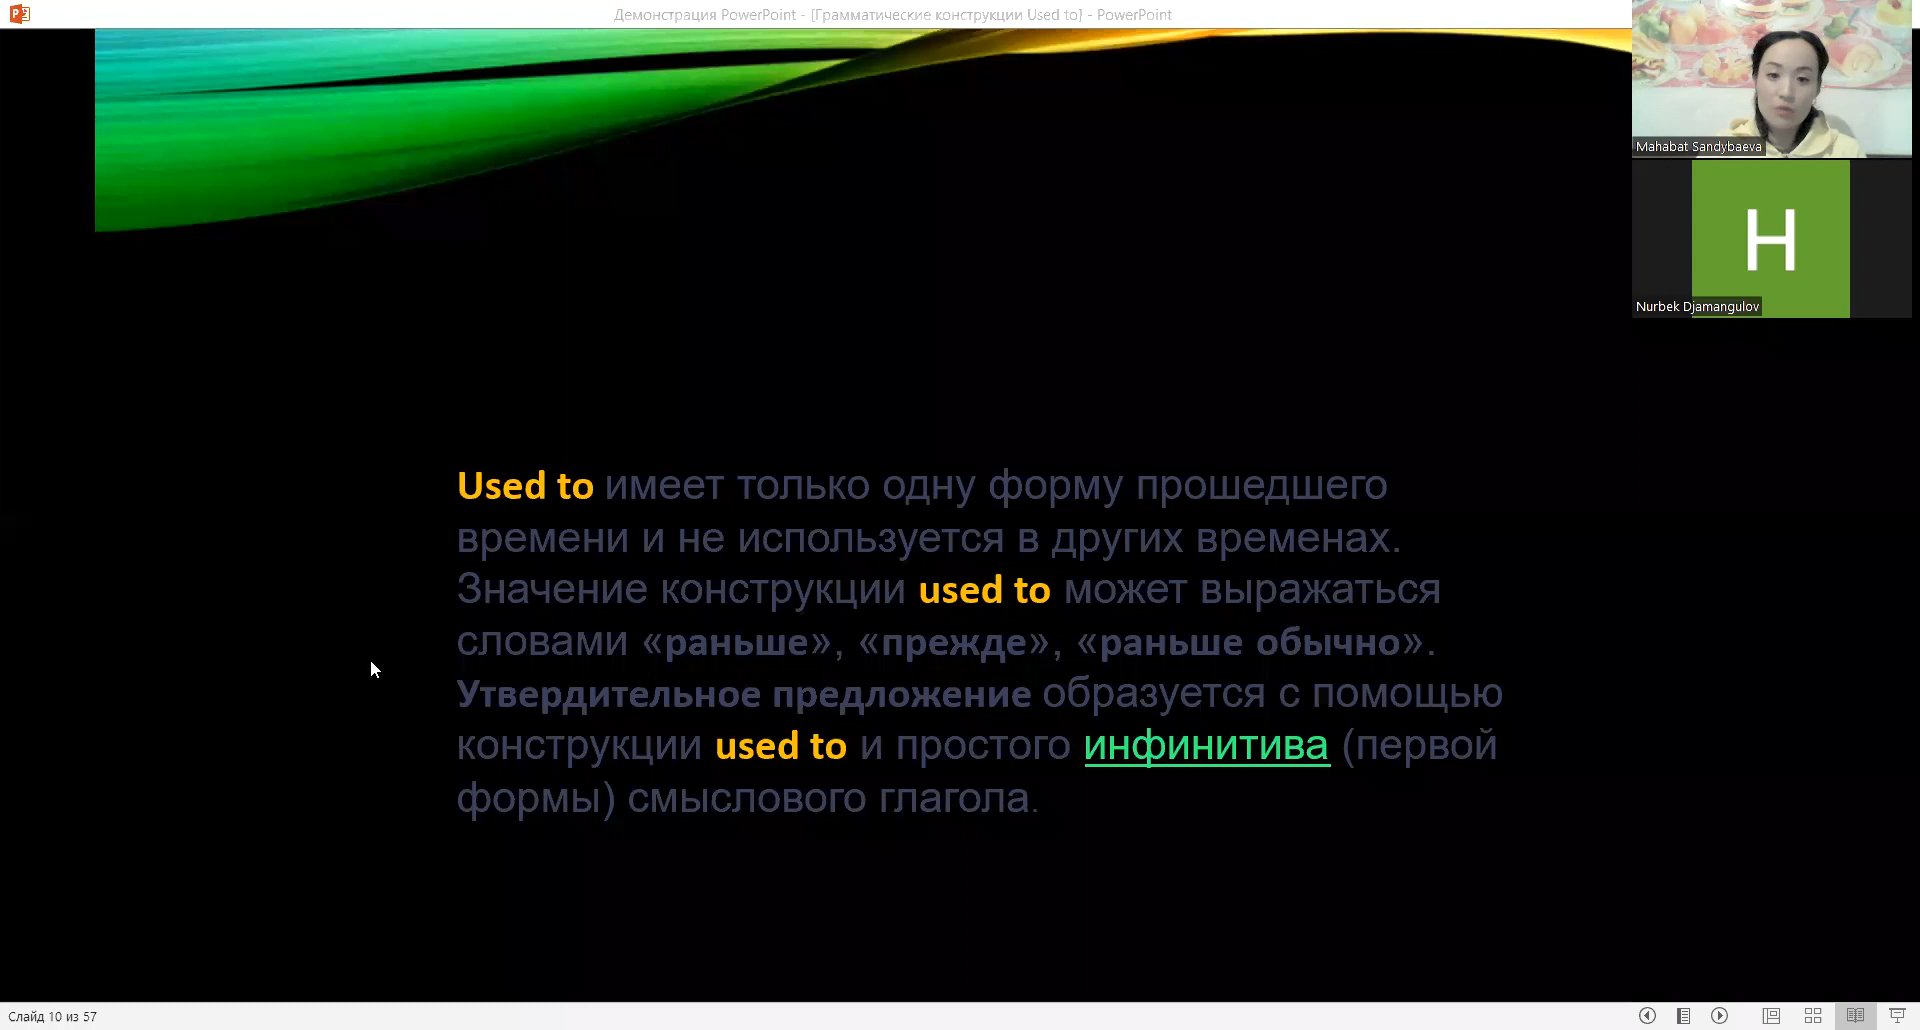 Демонстрация PowerPoint - [Грамматические конструкции Used to] - PowerPoint
Mahabat Sandybaeva
H
Nurbek Djamangulov
Used to имеет только одну форму прошедшего
времени и не используется в других временах.
Значение конструкции used to может выражаться
словами «раньше», «прежде», «раньше обычно».
Утвердительное предложение образуется с помощью
конструкции used to и простого инфинитива (первой
формы) смыслового глагола.
Слайд 10 из 57